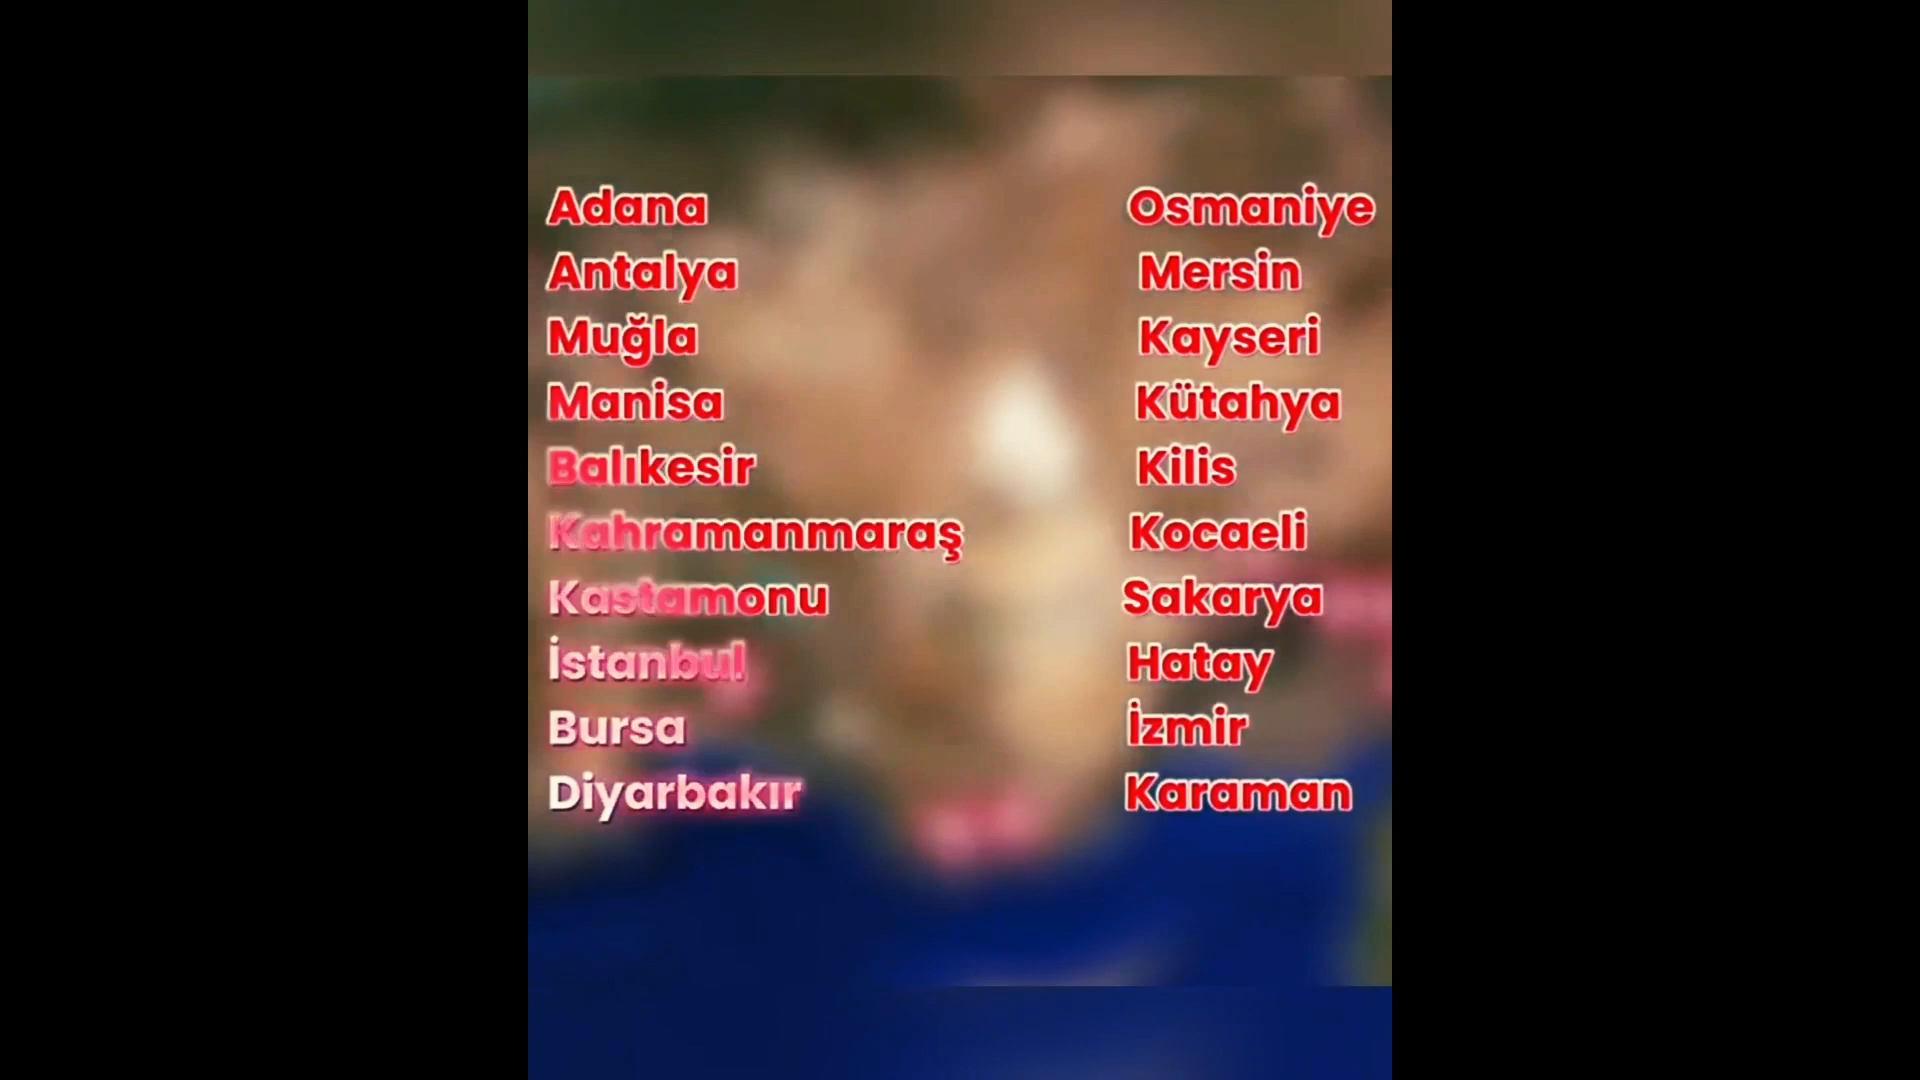 Adana
Antalya
Muğla
Manisa
Balıkesir
Kahramanmaraş
Kastamonu
İstanbul
Bursa
Diyarbakır
Osmaniye
Mersin
Kayseri
Kütahya
Kilis
Kocaeli
Sakarya
Hatay
İzmir
Karaman